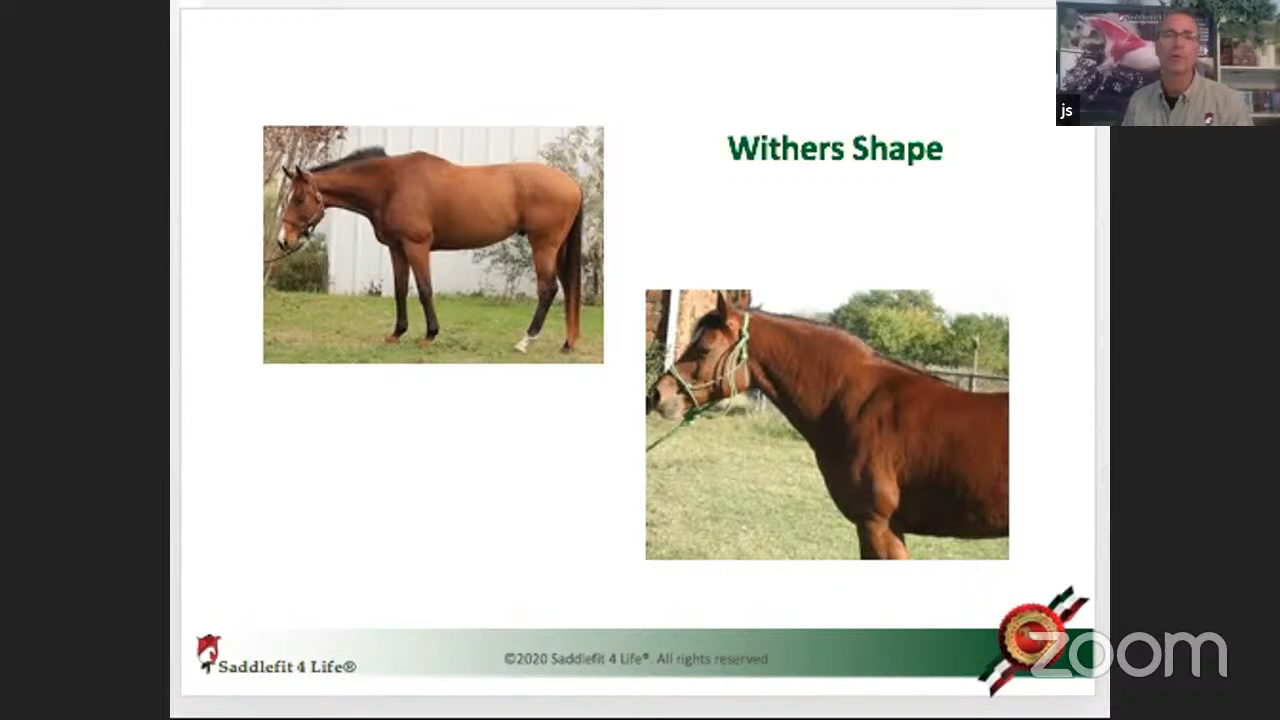 js
Withers Shape
Saddlefit 4 Life®
©2020 Saddlefit 4 Life®. All rights reserved
zoom